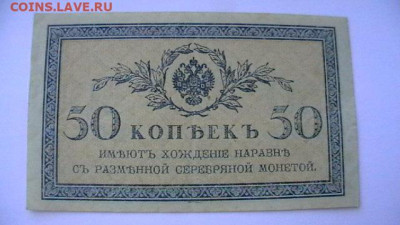 COINS.LAVE.RU
50 КОПѢЕКЪ 50
ИМѢЮТЪ ХОЖДЕНІЕ НАРАВНѢ
СЪ РАЗМѢННОЙ СЕРЕБРЯНОЙ МОНЕТОЙ.